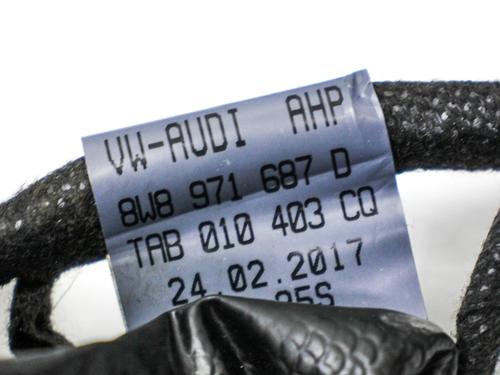 VW-AUDI AHP
8W8 971 687 D
TAB 010 403 CQ
24.02.2017